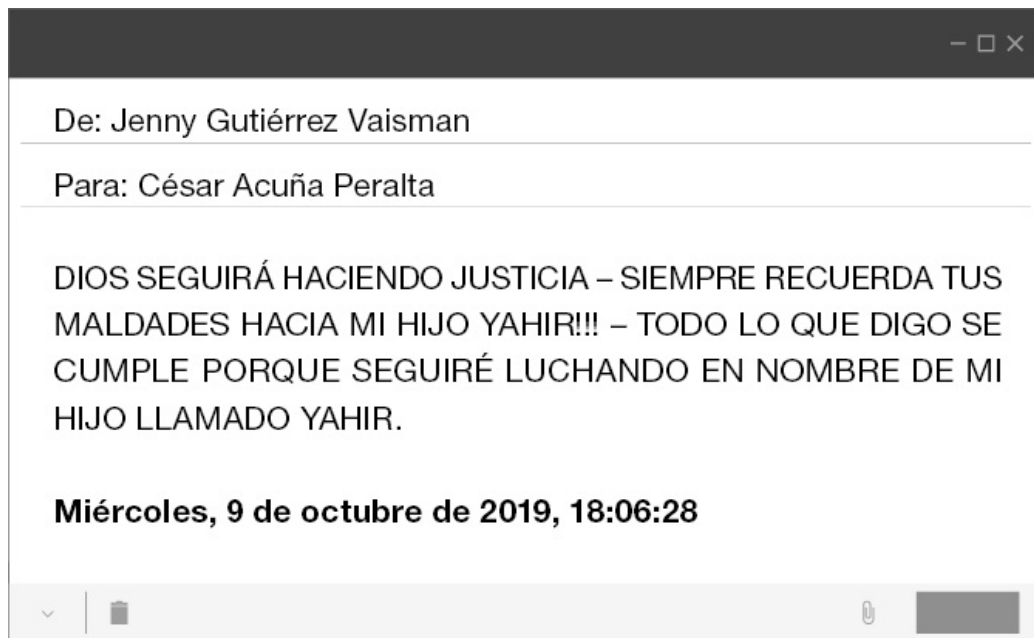 De: Jenny Gutiérrez Vaisman
Para: César Acuña Peralta
DIOS SEGUIRÁ HACIENDO JUSTICIA – SIEMPRE RECUERDA TUS
MALDADES HACIA MI HIJO YAHIR!!! – TODO LO QUE DIGO SE
CUMPLE PORQUE SEGUIRÉ LUCHANDO EN NOMBRE DE MI
HIJO LLAMADO YAHIR.
Miércoles, 9 de octubre de 2019, 18:06:28